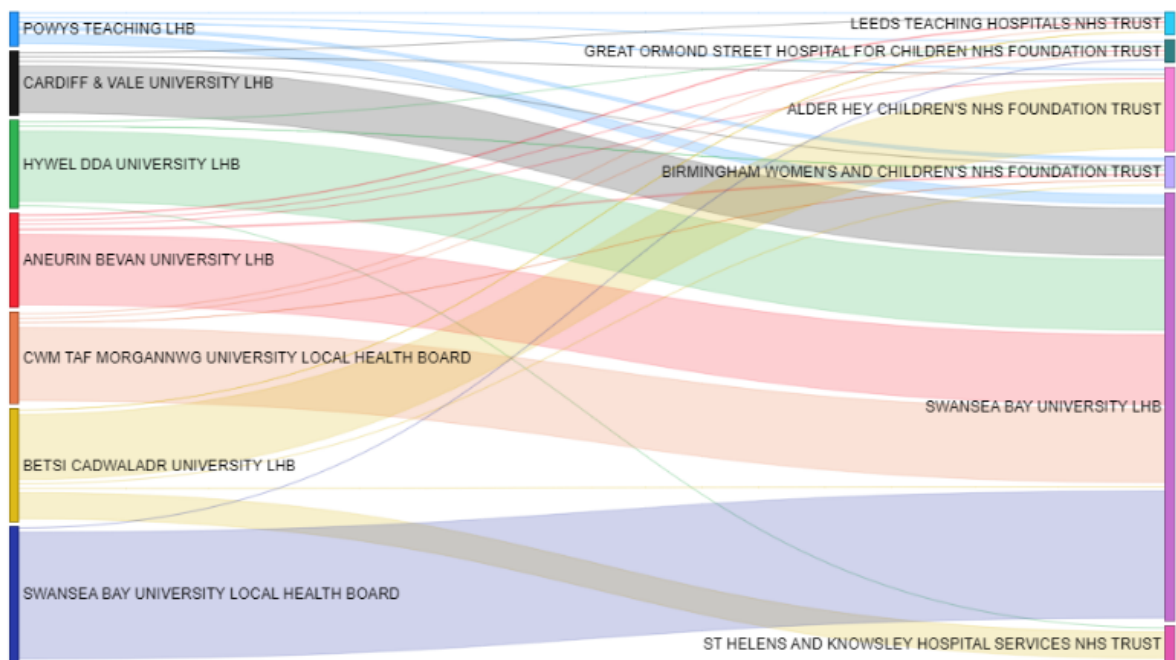 POWYS TEACHING LHB
CARDIFF & VALE UNIVERSITY LHB
HYWEL DDA UNIVERSITY LHB
ANEURIN BEVAN UNIVERSITY LHB
CWM TAF MORGANNWG UNIVERSITY LOCAL HEALTH BOARD
BETSI CADWALADR UNIVERSITY LHB
SWANSEA BAY UNIVERSITY LOCAL HEALTH BOARD
LEEDS TEACHING HOSPITALS NHS TRUST
GREAT ORMOND STREET HOSPITAL FOR CHILDREN NHS FOUNDATION TRUST
ALDER HEY CHILDREN'S NHS FOUNDATION TRUST
BIRMINGHAM WOMEN'S AND CHILDREN'S NHS FOUNDATION TRUST
SWANSEA BAY UNIVERSITY LHB
ST HELENS AND KNOWSLEY HOSPITAL SERVICES NHS TRUST